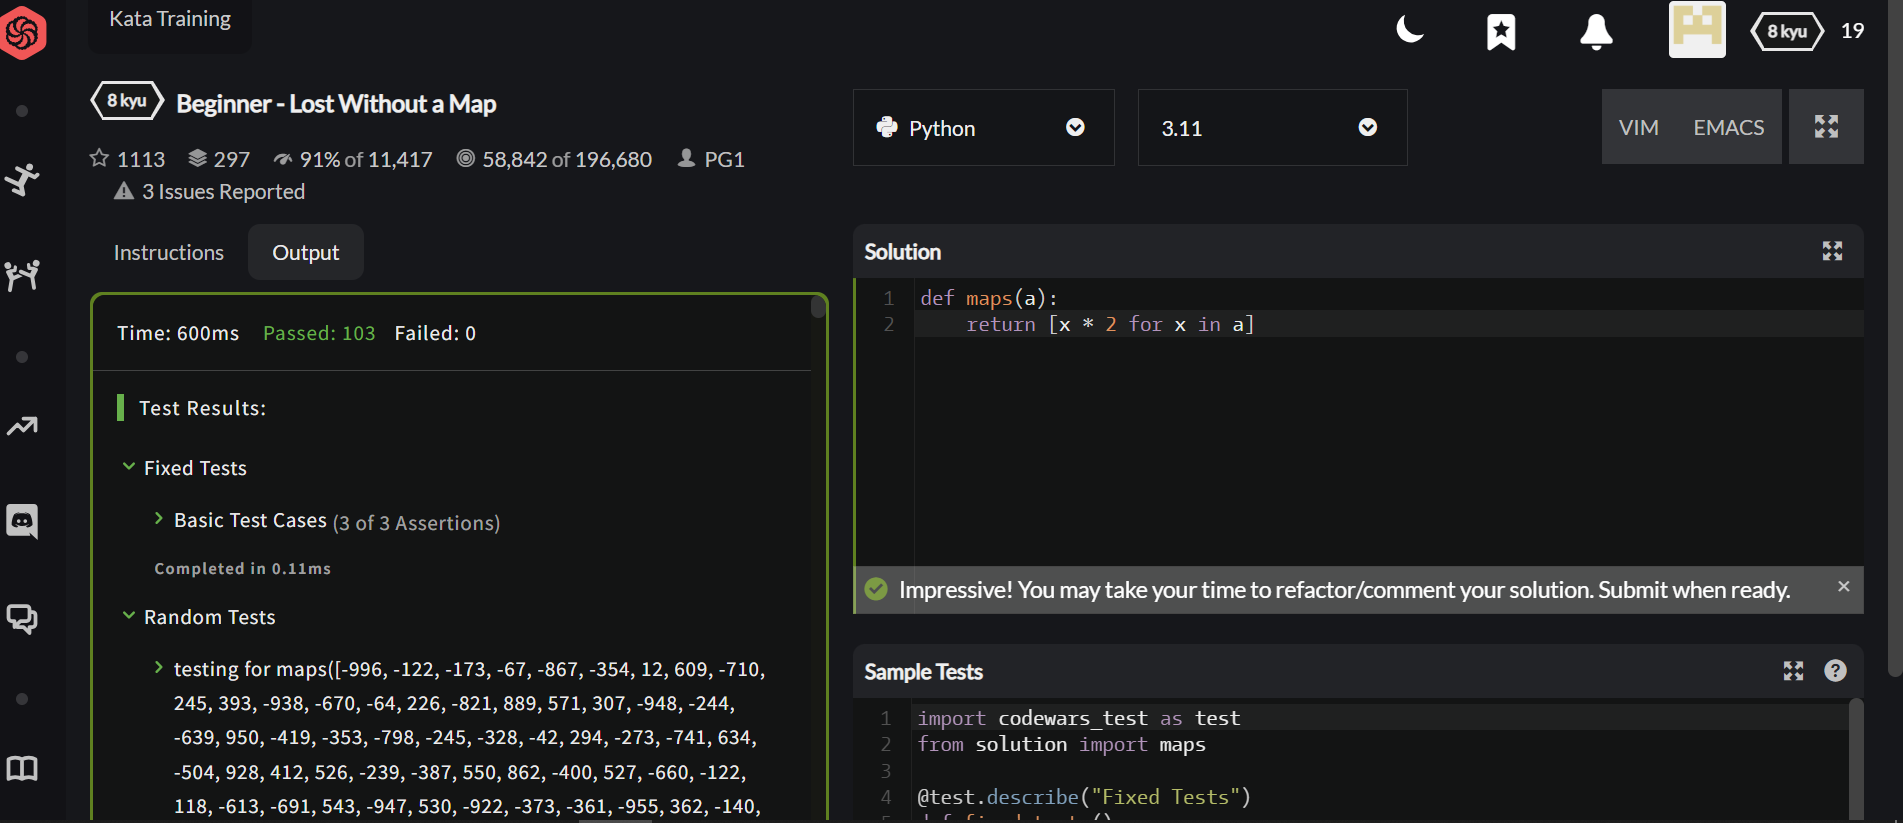 Kata Training
8 kyu 19
8 kyu Beginner - Lost Without a Map
1113 297 91% of 11,417 58,842 of 196,680 PG1
3 Issues Reported
Python
3.11
VIM EMACS
Instructions Output
Time: 600ms Passed: 103 Failed: 0
Test Results:
Fixed Tests
Basic Test Cases (3 of 3 Assertions)
Completed in 0.11ms
Random Tests
testing for maps([-996, -122, -173, -67, -867, -354, 12, 609, -710,
245, 393, -938, -670, -64, 226, -821, 889, 571, 307, -948, -244,
-639, 950, -419, -353, -798, -245, -328, -42, 294, -273, -741, 634,
-504, 928, 412, 526, -239, -387, 550, 862, -400, 527, -660, -122,
118, -613, -691, 543, -947, 530, -922, -373, -361, -955, 362, -140,
Solution
1 def maps(a):
2 return [x * 2 for x in a]
Impressive! You may take your time to refactor/comment your solution. Submit when ready.
Sample Tests
1 import codewars_test as test
2 from solution import maps
3
4 @test.describe("Fixed Tests")